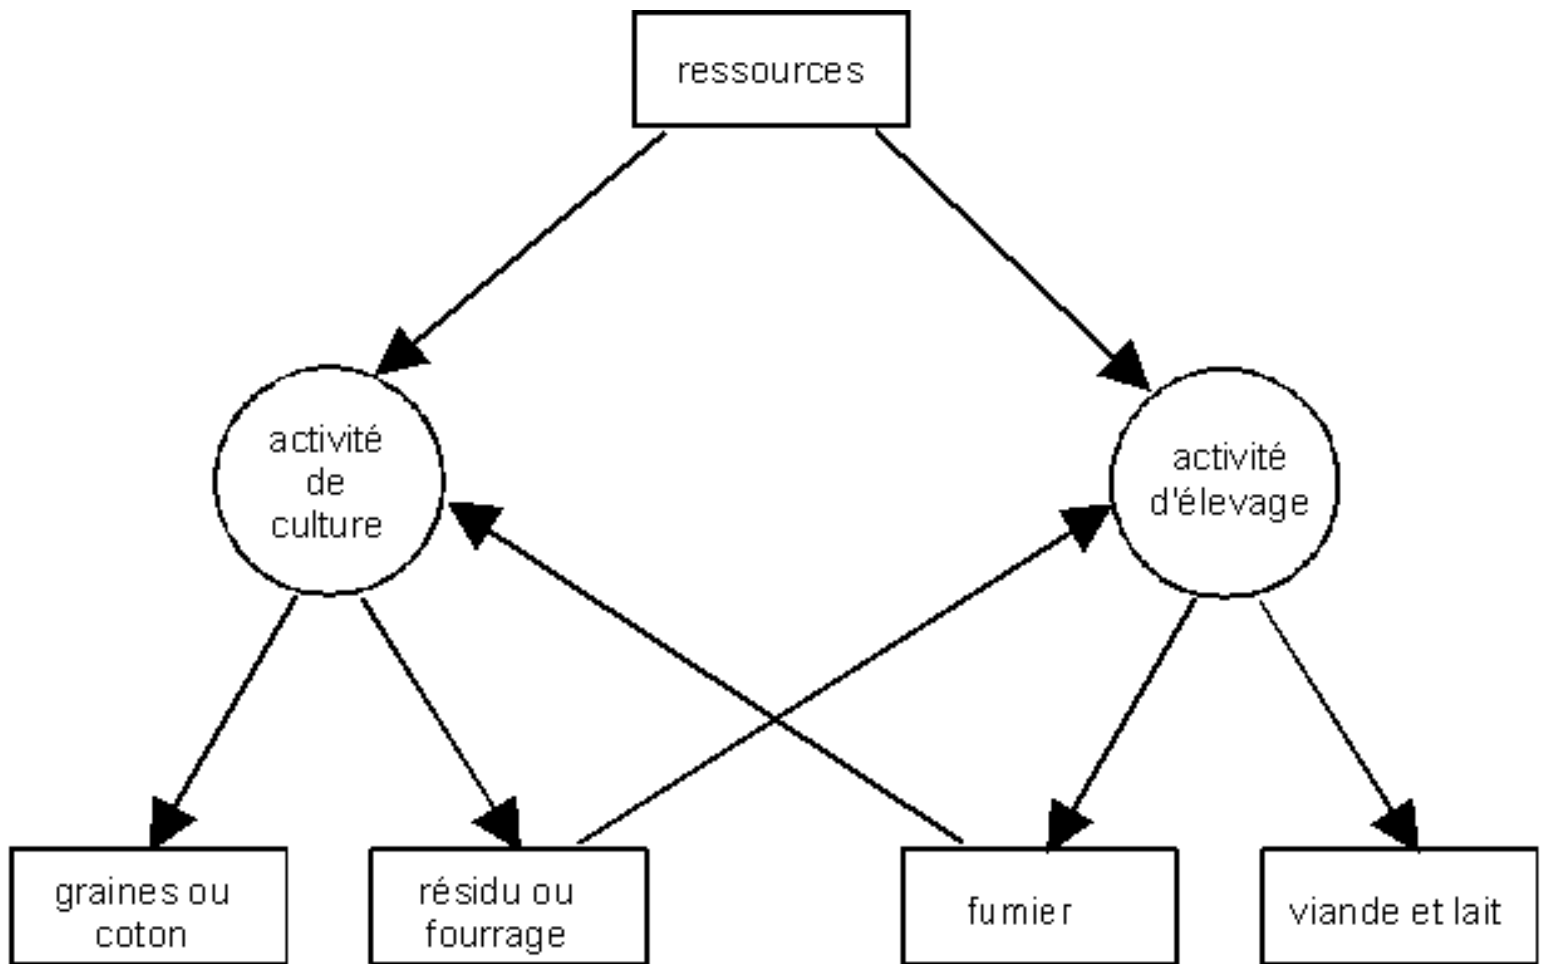 ressources
activité
de
culture
activité
d'élevage
graines ou
coton
résidu ou
fourrage
fumier
viande et lait